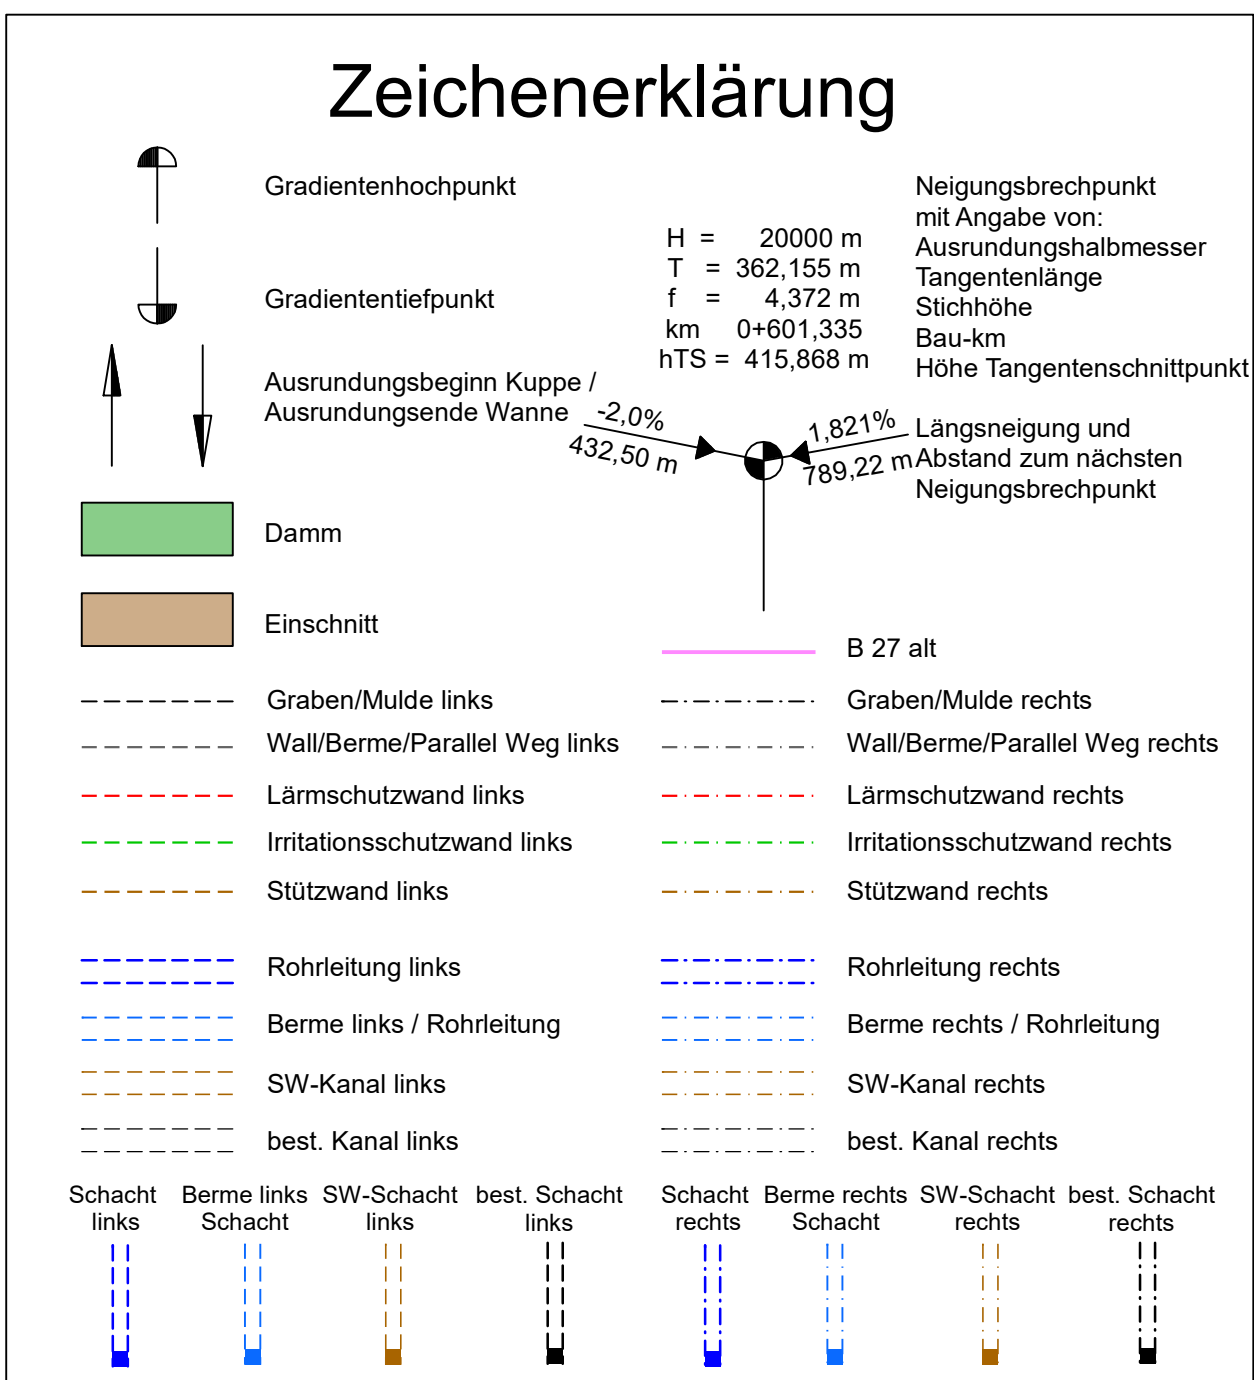 Zeichenerklärung
Gradientenhochpunkt
Gradiententiefpunkt
Ausrundungsbeginn Kuppe /
Ausrundungsende Wanne
Damm
Einschnitt
H = 20000 m
T = 362,155 m
f = 4,372 m
km 0+601,335
hTS = 415,868 m
Neigungsbrechpunkt
mit Angabe von:
Ausrundungshalbmesser
Tangentenlänge
Stichhöhe
Bau-km
Höhe Tangentenschnittpunkt
-2,0%
432,50 m
1,821%
789,22 m
Längsneigung und
Abstand zum nächsten
Neigungsbrechpunkt
B 27 alt
Graben/Mulde links
Graben/Mulde rechts
Wall/Berme/Parallel Weg links
Wall/Berme/Parallel Weg rechts
Lärmschutzwand links
Lärmschutzwand rechts
Irritationsschutzwand links
Irritationsschutzwand rechts
Stützwand links
Stützwand rechts
Rohrleitung links
Rohrleitung rechts
Berme links / Rohrleitung
Berme rechts / Rohrleitung
SW-Kanal links
SW-Kanal rechts
best. Kanal links
best. Kanal rechts
Schacht
links
Berme links
Schacht
SW-Schacht
links
best. Schacht
links
Schacht
rechts
Berme rechts
Schacht
SW-Schacht
rechts
best. Schacht
rechts